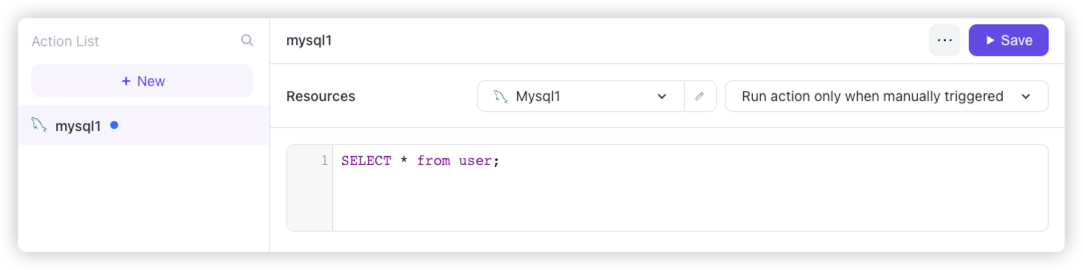 Action List
+ New
mysql1
mysql1
... Save
Resources Mysql1 Run action only when manually triggered
1 SELECT * from user;